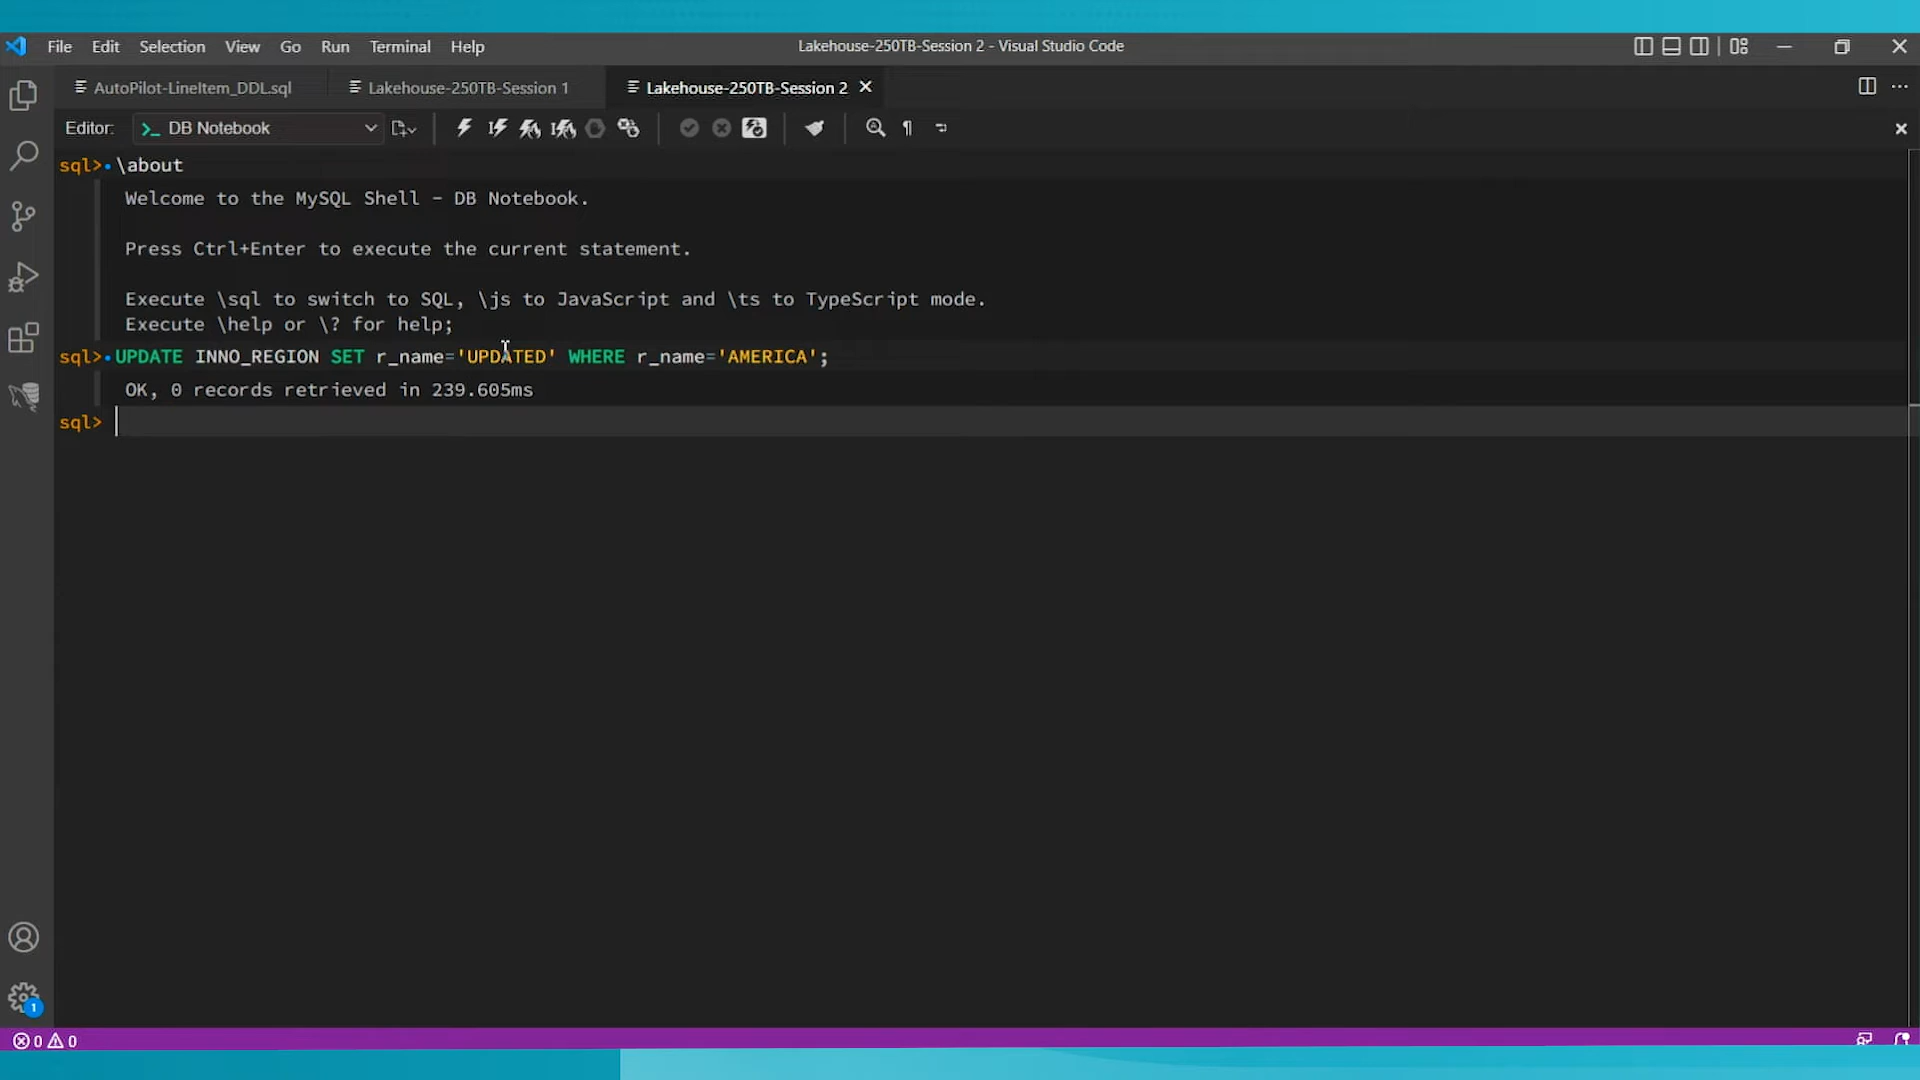 File Edit Selection View Go Run Terminal Help Lakehouse-250TB-Session 2 - Visual Studio Code
AutoPilot-LineItem_DDL.sql Lakehouse-250TB-Session 1 Lakehouse-250TB-Session 2
Editor: DB Notebook
sql> \about
Welcome to the MySQL Shell - DB Notebook.
Press Ctrl+Enter to execute the current statement.
Execute \sql to switch to SQL, \js to JavaScript and \ts to TypeScript mode.
Execute \help or \? for help;
sql> UPDATE INNO_REGION SET r_name='UPDATED' WHERE r_name='AMERICA';
OK, 0 records retrieved in 239.605ms
sql>
1
0 0